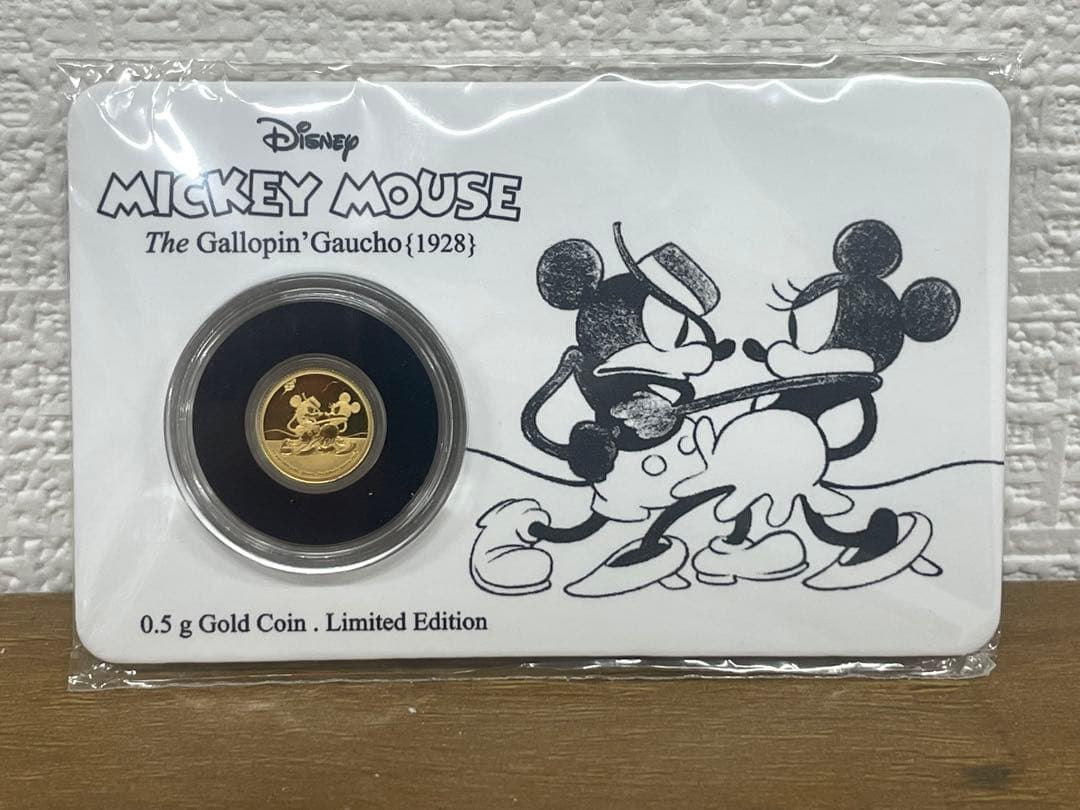 Disney
MICKEY MOUSE
The Gallopin' Gaucho{1928}
0.5 g Gold Coin . Limited Edition